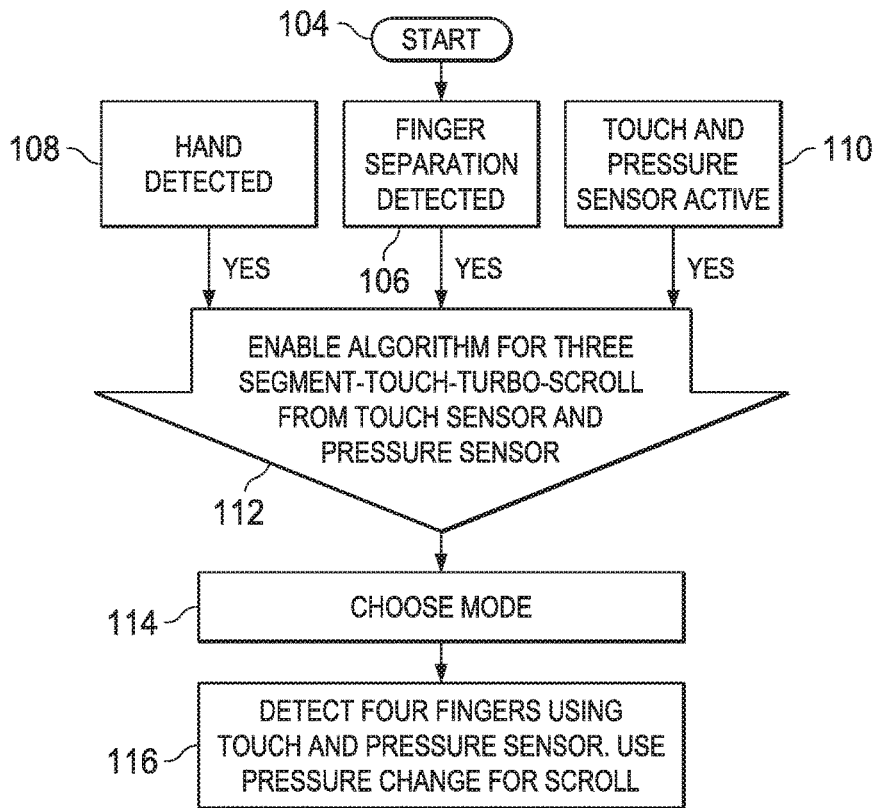 104
START
108
HAND
DETECTED
FINGER
SEPARATION
DETECTED
106
TOUCH AND
PRESSURE
SENSOR ACTIVE
110
YES
YES
YES
ENABLE ALGORITHM FOR THREE
SEGMENT-TOUCH-TURBO-SCROLL
FROM TOUCH SENSOR AND
PRESSURE SENSOR
112
114
CHOOSE MODE
116
DETECT FOUR FINGERS USING
TOUCH AND PRESSURE SENSOR. USE
PRESSURE CHANGE FOR SCROLL